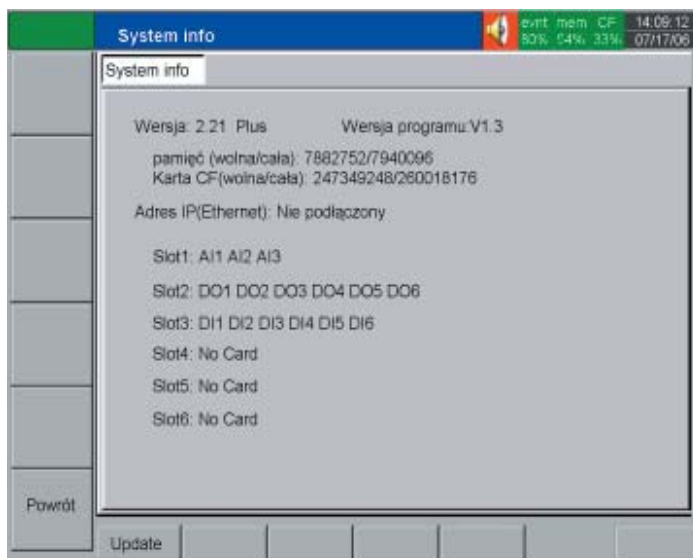 System info
evnt mem CF 14:09:12
80% 54% 33% 07/17/06
System info
Wersja: 2.21 Plus Wersja programu:V1.3
pamięć (wolna/cała): 7882752/7940096
Karta CF(wolna/cała): 247349248/260018176
Adres IP(Ethernet): Nie podłączony
Slot1: AI1 AI2 AI3
Slot2: DO1 DO2 DO3 DO4 DO5 DO6
Slot3: DI1 DI2 DI3 DI4 DI5 DI6
Slot4: No Card
Slot5: No Card
Slot6: No Card
Powrót
Update